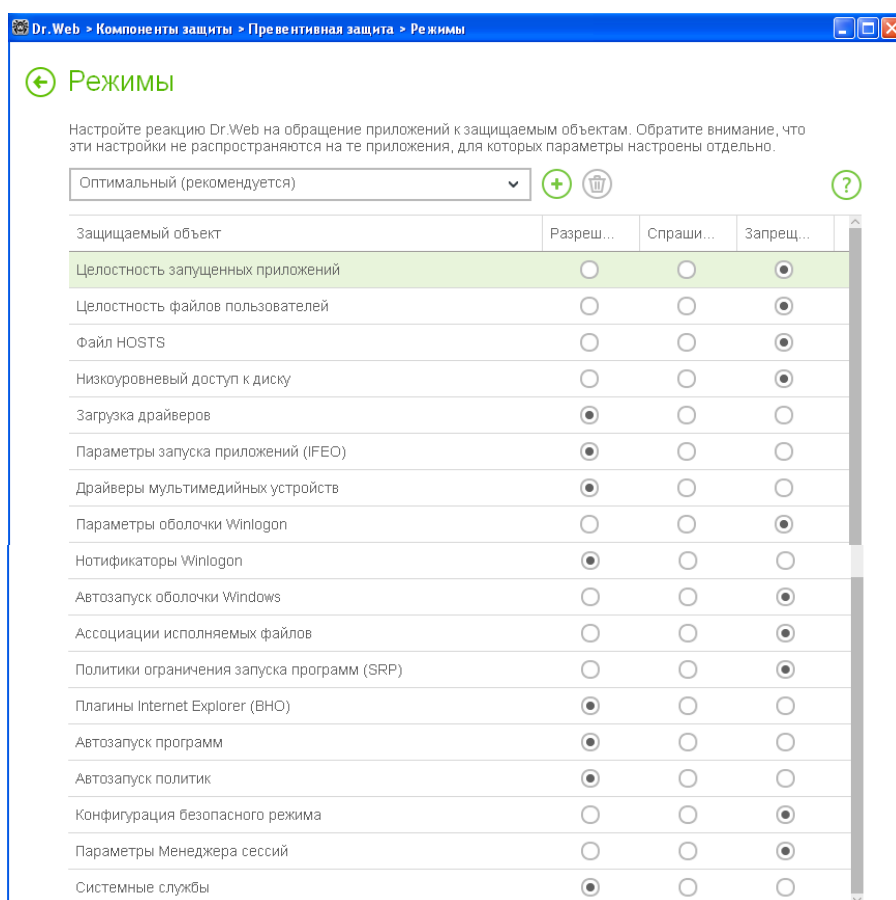 Dr.Web > Компоненты защиты > Превентивная защита > Режимы
Режимы
Настройте реакцию Dr.Web на обращение приложений к защищаемым объектам. Обратите внимание, что
эти настройки не распространяются на те приложения, для которых параметры настроены отдельно.
Оптимальный (рекомендуется)
?
Защищаемый объект Разреш... Спраши... Запрещ...
Целостность запущенных приложений
Целостность файлов пользователей
Файл HOSTS
Низкоуровневый доступ к диску
Загрузка драйверов
Параметры запуска приложений (IFEO)
Драйверы мультимедийных устройств
Параметры оболочки Winlogon
Нотификаторы Winlogon
Автозапуск оболочки Windows
Ассоциации исполняемых файлов
Политики ограничения запуска программ (SRP)
Плагины Internet Explorer (BHO)
Автозапуск программ
Автозапуск политик
Конфигурация безопасного режима
Параметры Менеджера сессий
Системные службы